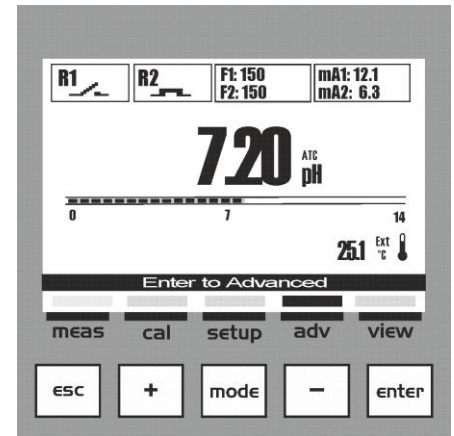 R1 R2 F1: 150 mA1: 12.1
F2: 150 mA2: 6.3
7.20 ATC pH
0 7 14
25.1 Ext °C
Enter to Advanced
meas cal setup adv view
esc + mode - enter